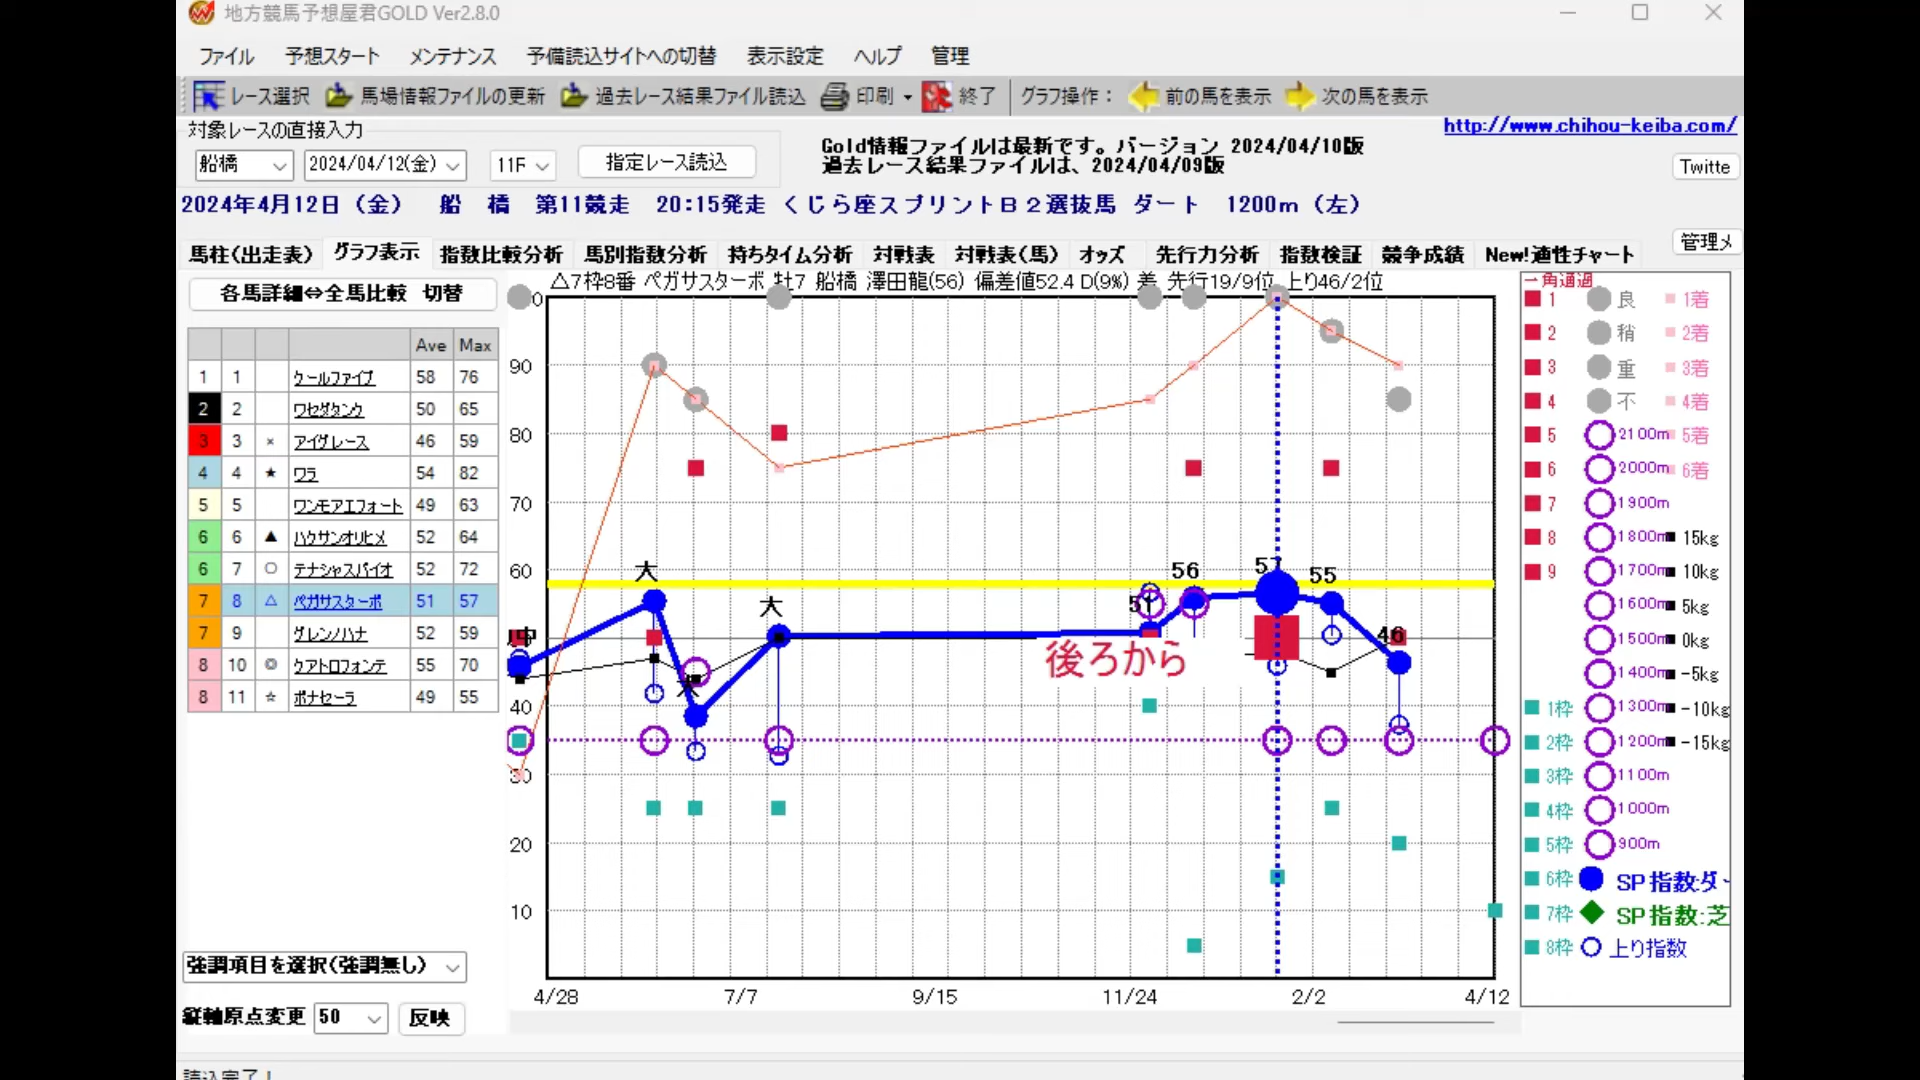 地方競馬予想屋君GOLD Ver2.8.0
ファイル 予想スタート メンテナンス 予備読込サイトへの切替 表示設定 ヘルプ 管理
レース選択 馬場情報ファイルの更新 過去レース結果ファイル読込 印刷 終了 グラフ操作： 前の馬を表示 次の馬を表示
対象レースの直接入力
http://www.chihou-keiba.com/
船橋 2024/04/12(金) 11F 指定レース読込
Gold情報ファイルは最新です。バージョン 2024/04/10版
過去レース結果ファイルは、2024/04/09版
Twitte
2024年4月12日（金） 船 橋 第11競走 20:15発走 くじら座スプリントＢ２選抜馬 ダート 1200m（左）
管理メ
馬柱(出走表) グラフ表示 指数比較分析 馬別指数分析 持ちタイム分析 対戦表 対戦表(馬) オッズ 先行力分析 指数検証 競争成績 New!適性チャート
△7枠8番 ペガサスターボ 牡7 船橋 澤田龍(56) 偏差値52.4 D(9%) 差 先行19/9位 上り46/2位
各馬詳細⇔全馬比較 切替
Ave Max
1 1 クールファイブ 58 76
2 2 ワセダタンク 50 65
3 3 × アイグレース 46 59
4 4 ★ ワラ 54 82
5 5 ワンモアエフォート 49 63
6 6 ▲ ハクサンオリヒメ 52 64
6 7 ○ テナシャスバイオ 52 72
7 8 △ ペガサスターボ 51 57
7 9 グレンノハナ 52 59
8 10 ◎ クアトロフォンテ 55 70
8 11 ☆ ボナセーラ 49 55
0
90
80
70
60
40
30
20
10
大
大
中
51
56
57
55
46
後ろから
4/28 7/7 9/15 11/24 2/2 4/12
一角通過
1 良 1着
2 稍 2着
3 重 3着
4 不 4着
5 2100m 5着
6 2000m 6着
7 1900m
8 1800m 15kg
9 1700m 10kg
1600m 5kg
1500m 0kg
1400m -5kg
1枠 1300m -10kg
2枠 1200m -15kg
3枠 1100m
4枠 1000m
5枠 900m
6枠 SP指数:ダ
7枠 SP指数:芝
8枠 上り指数
強調項目を選択(強調無し)
縦軸原点変更 50 反映
読込完了！